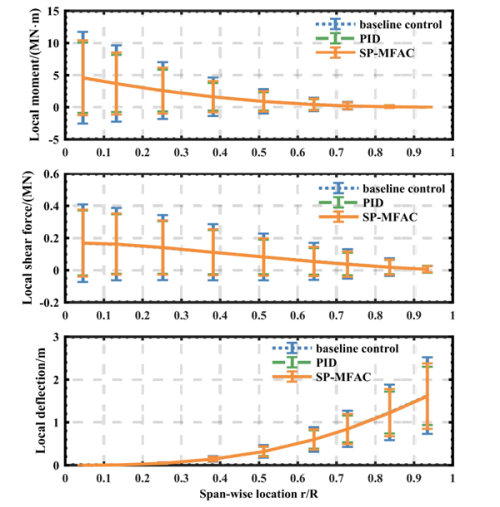 15
10
5
0
-5
Local moment/(MN·m)
baseline control
PID
SP-MFAC
0 0.1 0.2 0.3 0.4 0.5 0.6 0.7 0.8 0.9 1
0.6
0.4
0.2
0
-0.2
Local shear force/(MN)
baseline control
PID
SP-MFAC
0 0.1 0.2 0.3 0.4 0.5 0.6 0.7 0.8 0.9 1
3
2
1
0
Local deflection/m
baseline control
PID
SP-MFAC
0 0.1 0.2 0.3 0.4 0.5 0.6 0.7 0.8 0.9 1
Span-wise location r/R